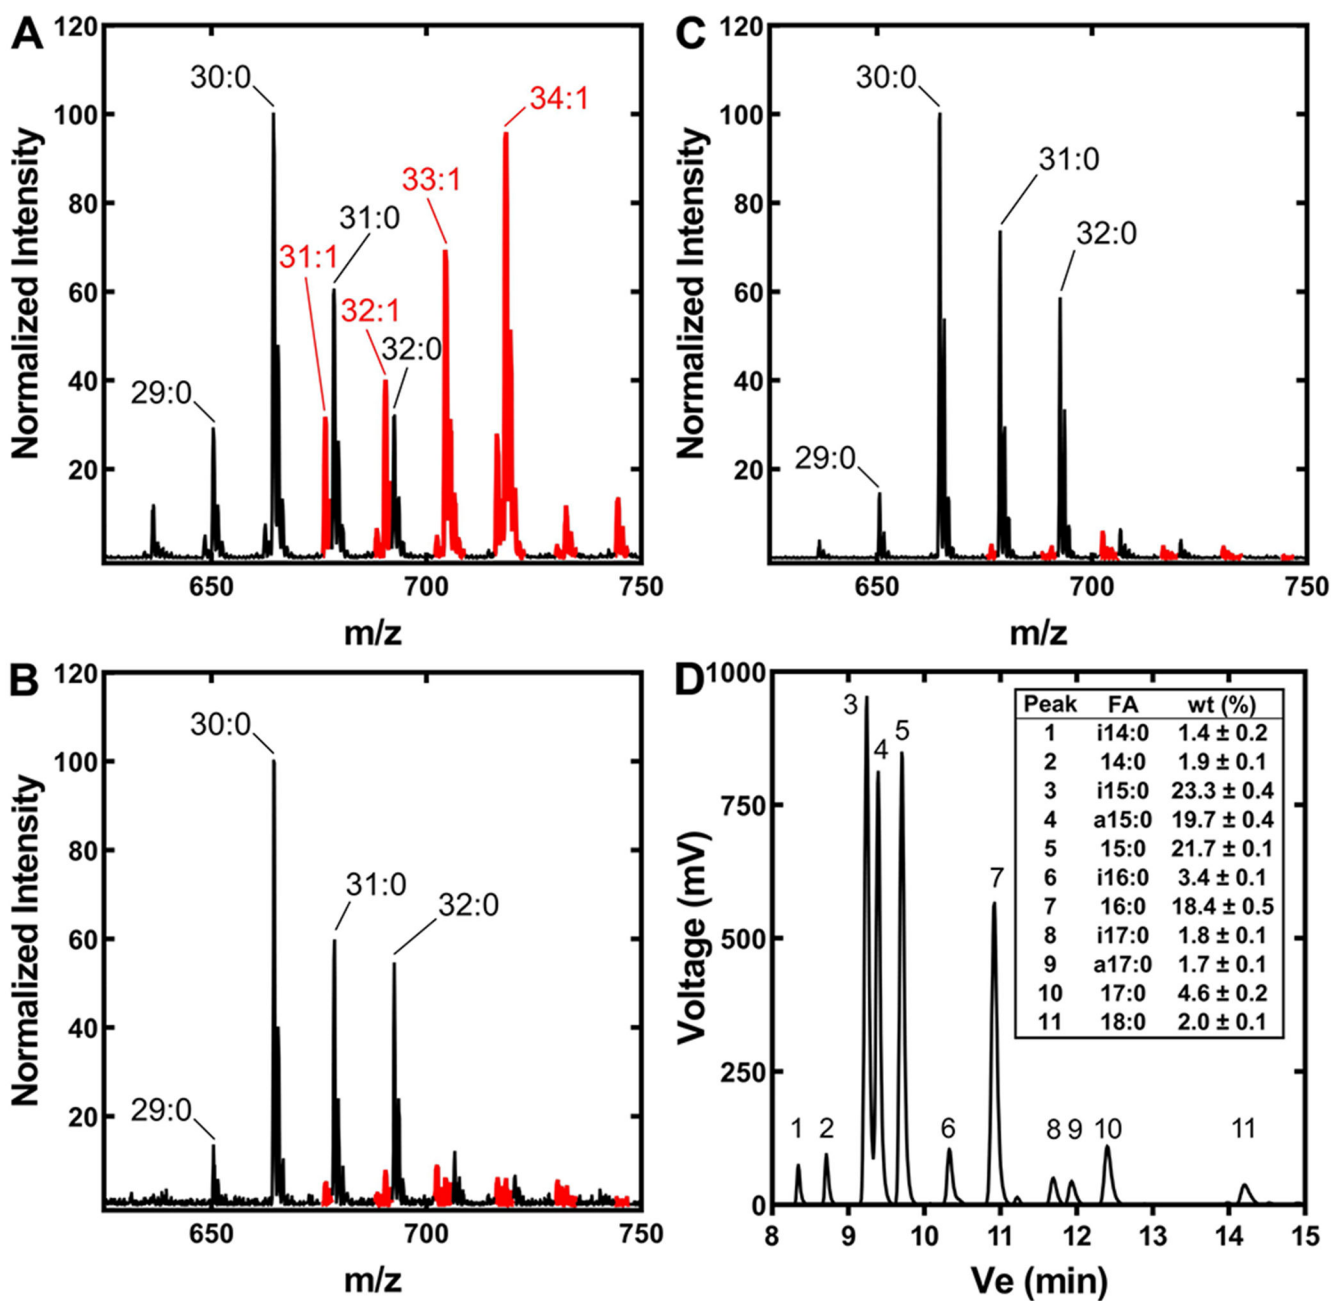 A
Normalized Intensity
120
100
80
60
40
20
30:0
34:1
33:1
31:0
31:1
32:1
32:0
29:0
650
700
750
m/z
C
Normalized Intensity
120
100
80
60
40
20
30:0
31:0
32:0
29:0
650
700
750
m/z
B
Normalized Intensity
120
100
80
60
40
20
30:0
31:0
32:0
29:0
650
700
750
m/z
D
Voltage (mV)
1000
750
500
250
0
3
5
4
7
1
2
6
8
9
10
11
Peak FA wt (%)
1 i14:0 1.4 ± 0.2
2 14:0 1.9 ± 0.1
3 i15:0 23.3 ± 0.4
4 a15:0 19.7 ± 0.4
5 15:0 21.7 ± 0.1
6 i16:0 3.4 ± 0.1
7 16:0 18.4 ± 0.5
8 i17:0 1.8 ± 0.1
9 a17:0 1.7 ± 0.1
10 17:0 4.6 ± 0.2
11 18:0 2.0 ± 0.1
8
9
10
11
12
13
14
15
Ve (min)